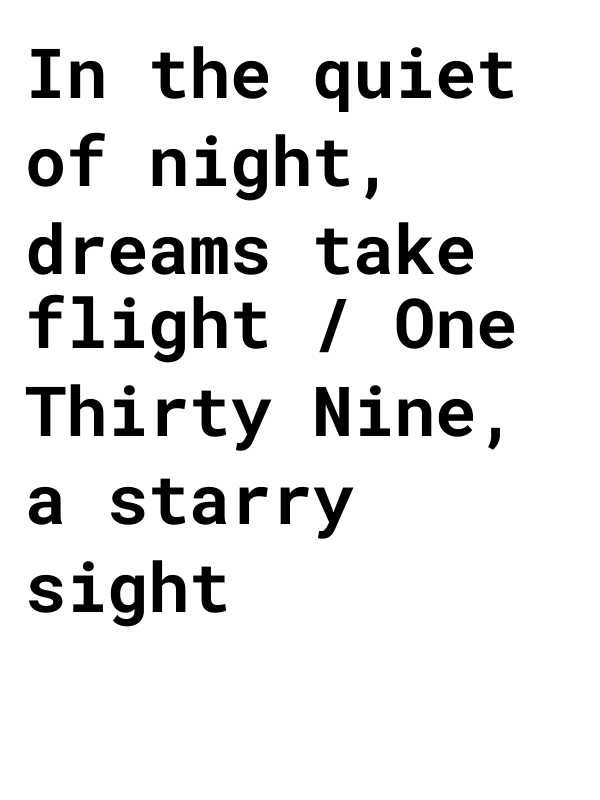 In the quiet
of night,
dreams take
flight / One
Thirty Nine,
a starry
sight